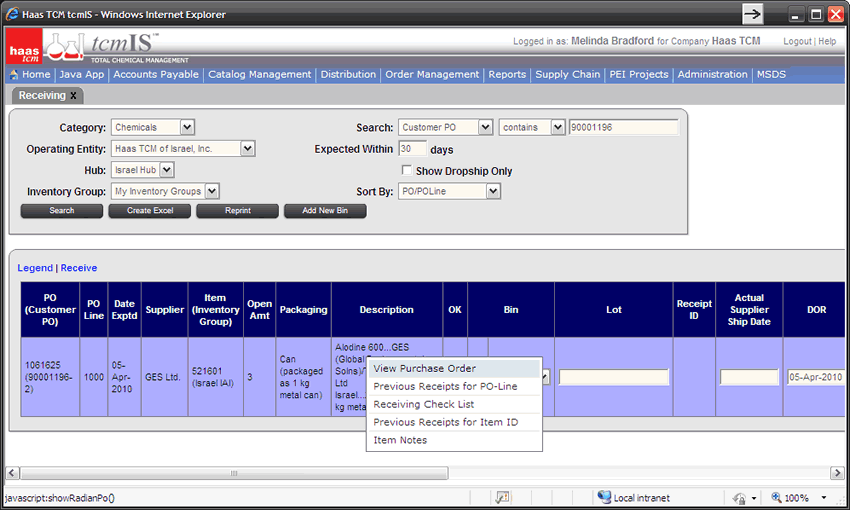 Haas TCM tcmIS - Windows Internet Explorer
haas tcm
tcmIS™
TOTAL CHEMICAL MANAGEMENT
Logged in as: Melinda Bradford for Company Haas TCM Logout | Help
Home | Java App | Accounts Payable | Catalog Management | Distribution | Order Management | Reports | Supply Chain | PEI Projects | Administration | MSDS
Receiving x
Category: Chemicals Search: Customer PO contains 90001196
Operating Entity: Haas TCM of Israel, Inc. Expected Within 30 days
Hub: Israel Hub Show Dropship Only
Inventory Group: My Inventory Groups Sort By: PO/POLine
Search Create Excel Reprint Add New Bin
Legend | Receive
PO (Customer PO) PO Line Date Exptd Supplier Item (Inventory Group) Open Amt Packaging Description OK Bin Lot Receipt ID Actual Supplier Ship Date DOR
1061625 (90001196-2) 1000 05-Apr-2010 GES Ltd. 521601 (Israel IAI) 3 Can (packaged as 1 kg metal can) Alodine 600...GES (Global Soins)/ Ltd Israel... kg meta 05-Apr-2010
View Purchase Order
Previous Receipts for PO-Line
Receiving Check List
Previous Receipts for Item ID
Item Notes
javascript:showRadianPo() Local intranet 100%